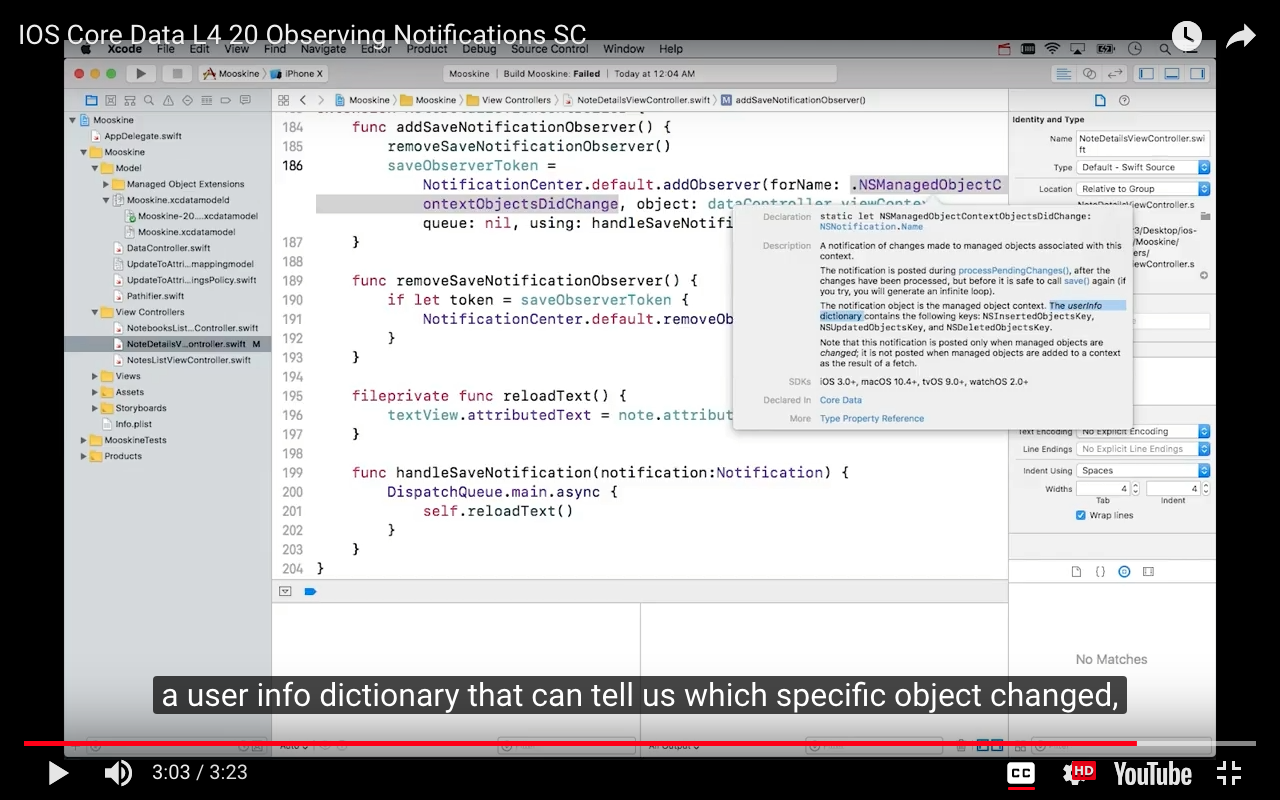 IOS Core Data L4 20 Observing Notifications SC
Xcode File Edit View Find Navigate Editor Product Debug Source Control Window Help
Mooskine iPhone X
Mooskine | Build Mooskine: Failed | Today at 12:04 AM
Mooskine Mooskine View Controllers NoteDetailsViewController.swift M addSaveNotificationObserver()
Mooskine
AppDelegate.swift
Mooskine
Model
Managed Object Extensions
Mooskine.xcdatamodeld
Mooskine-20....xcdatamodel
Mooskine.xcdatamodel
DataController.swift
UpdateToAttri...mappingmodel
UpdateToAttri...ingsPolicy.swift
Pathifier.swift
View Controllers
NotebooksList...Controller.swift
NoteDetailsV...ontroller.swift M
NotesListViewController.swift
Views
Assets
Storyboards
Info.plist
MooskineTests
Products
184 func addSaveNotificationObserver() {
185 removeSaveNotificationObserver()
186 saveObserverToken =
NotificationCenter.default.addObserver(forName: .NSManagedObjectC
ontextObjectsDidChange, object: dataController.viewConte
queue: nil, using: handleSaveNotifi
187 }
188
189 func removeSaveNotificationObserver() {
190 if let token = saveObserverToken {
191 NotificationCenter.default.removeOb
192 }
193 }
194
195 fileprivate func reloadText() {
196 textView.attributedText = note.attribut
197 }
198
199 func handleSaveNotification(notification:Notification) {
200 DispatchQueue.main.async {
201 self.reloadText()
202 }
203 }
204 }
Declaration static let NSManagedObjectContextObjectsDidChange:
NSNotification.Name
Description A notification of changes made to managed objects associated with this
context.
The notification is posted during processPendingChanges(), after the
changes have been processed, but before it is safe to call save() again (if
you try, you will generate an infinite loop).
The notification object is the managed object context. The userInfo
dictionary contains the following keys: NSInsertedObjectsKey,
NSUpdatedObjectsKey, and NSDeletedObjectsKey.
Note that this notification is posted only when managed objects are
changed; it is not posted when managed objects are added to a context
as the result of a fetch.
SDKs iOS 3.0+, macOS 10.4+, tvOS 9.0+, watchOS 2.0+
Declared In Core Data
More Type Property Reference
Identity and Type
Name NoteDetailsViewController.swi
ft
Type Default - Swift Source
Location Relative to Group
NoteDetailsViewController.s
r3/Desktop/ios-
Mooskine/
ers/
ewController.s
Text Encoding No Explicit Encoding
Line Endings No Explicit Line Endings
Indent Using Spaces
Widths 4 4
Tab Indent
Wrap lines
No Matches
a user info dictionary that can tell us which specific object changed,
3:03 / 3:23
CC HD YouTube